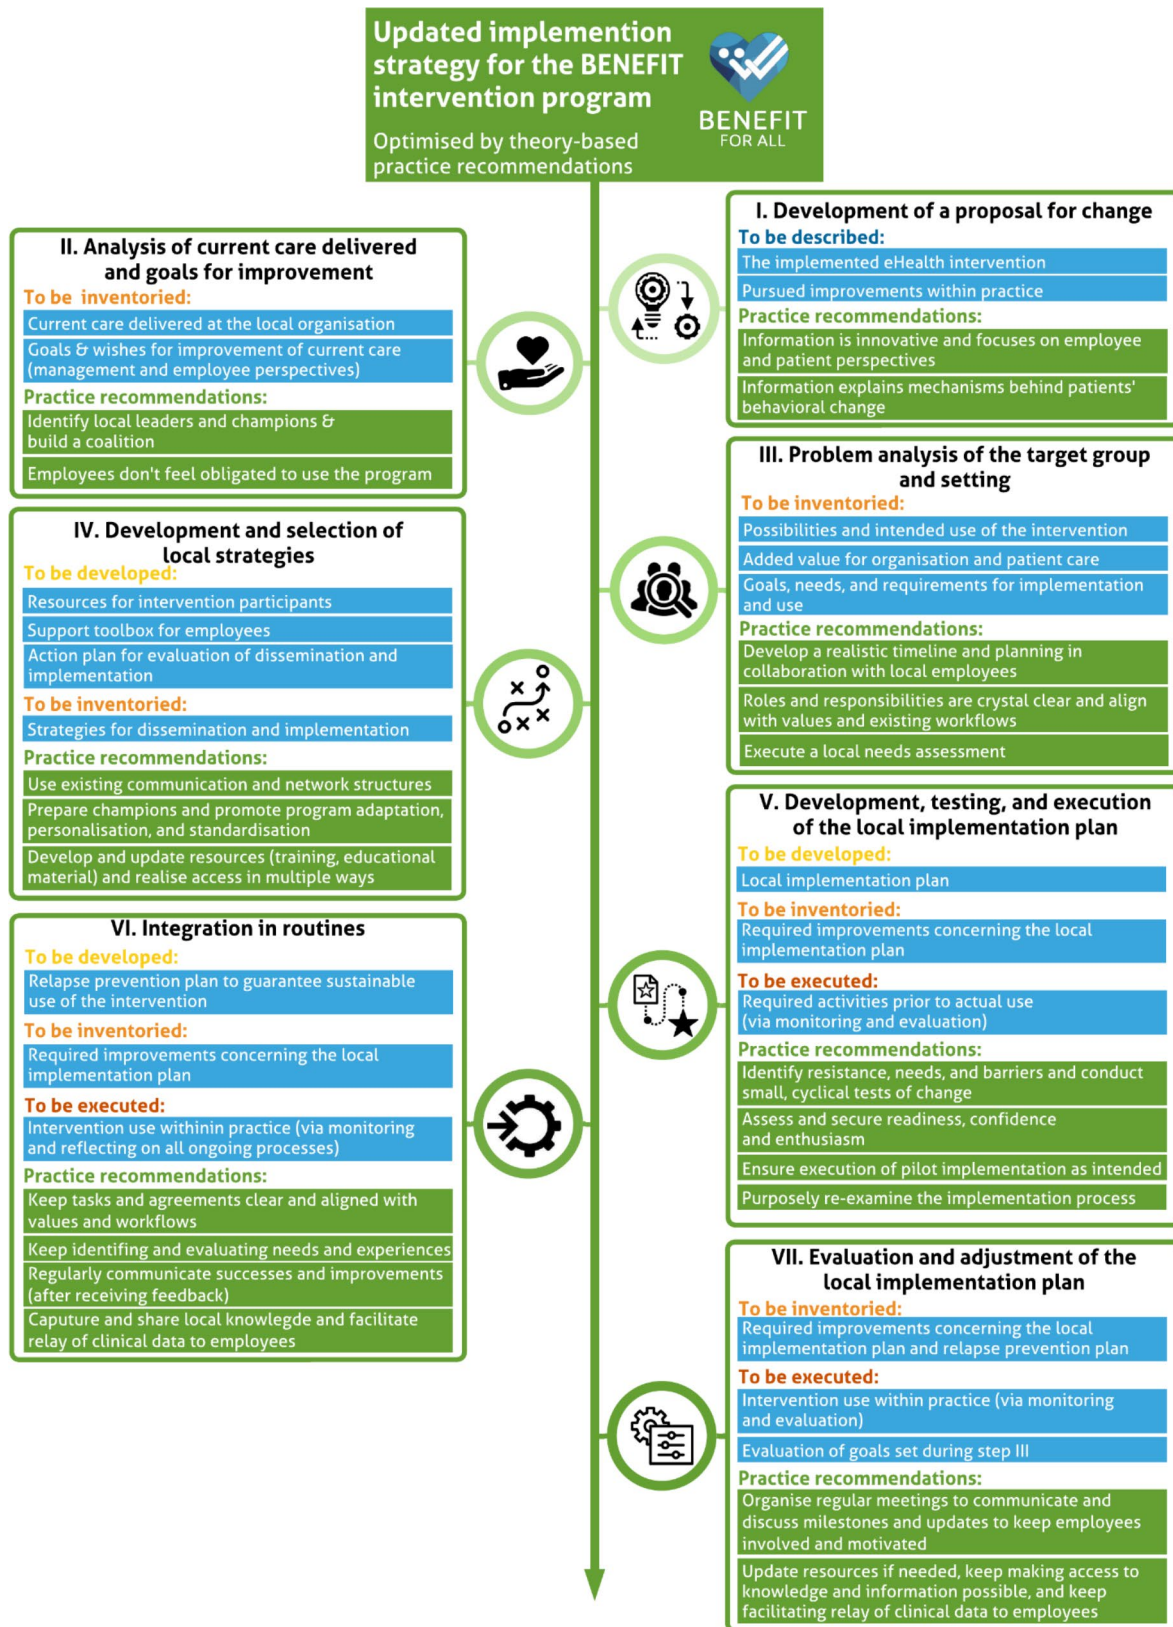 Updated implemention
strategy for the BENEFIT
intervention program
Optimised by theory-based
practice recommendations
BENEFIT
FOR ALL
I. Development of a proposal for change
To be described:
The implemented eHealth intervention
Pursued improvements within practice
Practice recommendations:
Information is innovative and focuses on employee
and patient perspectives
Information explains mechanisms behind patients'
behavioral change
II. Analysis of current care delivered
and goals for improvement
To be inventoried:
Current care delivered at the local organisation
Goals & wishes for improvement of current care
(management and employee perspectives)
Practice recommendations:
Identify local leaders and champions &
build a coalition
Employees don't feel obligated to use the program
III. Problem analysis of the target group
and setting
To be inventoried:
Possibilities and intended use of the intervention
Added value for organisation and patient care
Goals, needs, and requirements for implementation
and use
Practice recommendations:
Develop a realistic timeline and planning in
collaboration with local employees
Roles and responsibilities are crystal clear and align
with values and existing workflows
Execute a local needs assessment
IV. Development and selection of
local strategies
To be developed:
Resources for intervention participants
Support toolbox for employees
Action plan for evaluation of dissemination and
implementation
To be inventoried:
Strategies for dissemination and implementation
Practice recommendations:
Use existing communication and network structures
Prepare champions and promote program adaptation,
personalisation, and standardisation
Develop and update resources (training, educational
material) and realise access in multiple ways
V. Development, testing, and execution
of the local implementation plan
To be developed:
Local implementation plan
To be inventoried:
Required improvements concerning the local
implementation plan
To be executed:
Required activities prior to actual use
(via monitoring and evaluation)
Practice recommendations:
Identify resistance, needs, and barriers and conduct
small, cyclical tests of change
Assess and secure readiness, confidence
and enthusiasm
Ensure execution of pilot implementation as intended
Purposely re-examine the implementation process
VI. Integration in routines
To be developed:
Relapse prevention plan to guarantee sustainable
use of the intervention
To be inventoried:
Required improvements concerning the local
implementation plan
To be executed:
Intervention use withinin practice (via monitoring
and reflecting on all ongoing processes)
Practice recommendations:
Keep tasks and agreements clear and aligned with
values and workflows
Keep identifing and evaluating needs and experiences
Regularly communicate successes and improvements
(after receiving feedback)
Caputure and share local knowlegde and facilitate
relay of clinical data to employees
VII. Evaluation and adjustment of the
local implementation plan
To be inventoried:
Required improvements concerning the local
implementation plan and relapse prevention plan
To be executed:
Intervention use within practice (via monitoring
and evaluation)
Evaluation of goals set during step III
Practice recommendations:
Organise regular meetings to communicate and
discuss milestones and updates to keep employees
involved and motivated
Update resources if needed, keep making access to
knowledge and information possible, and keep
facilitating relay of clinical data to employees